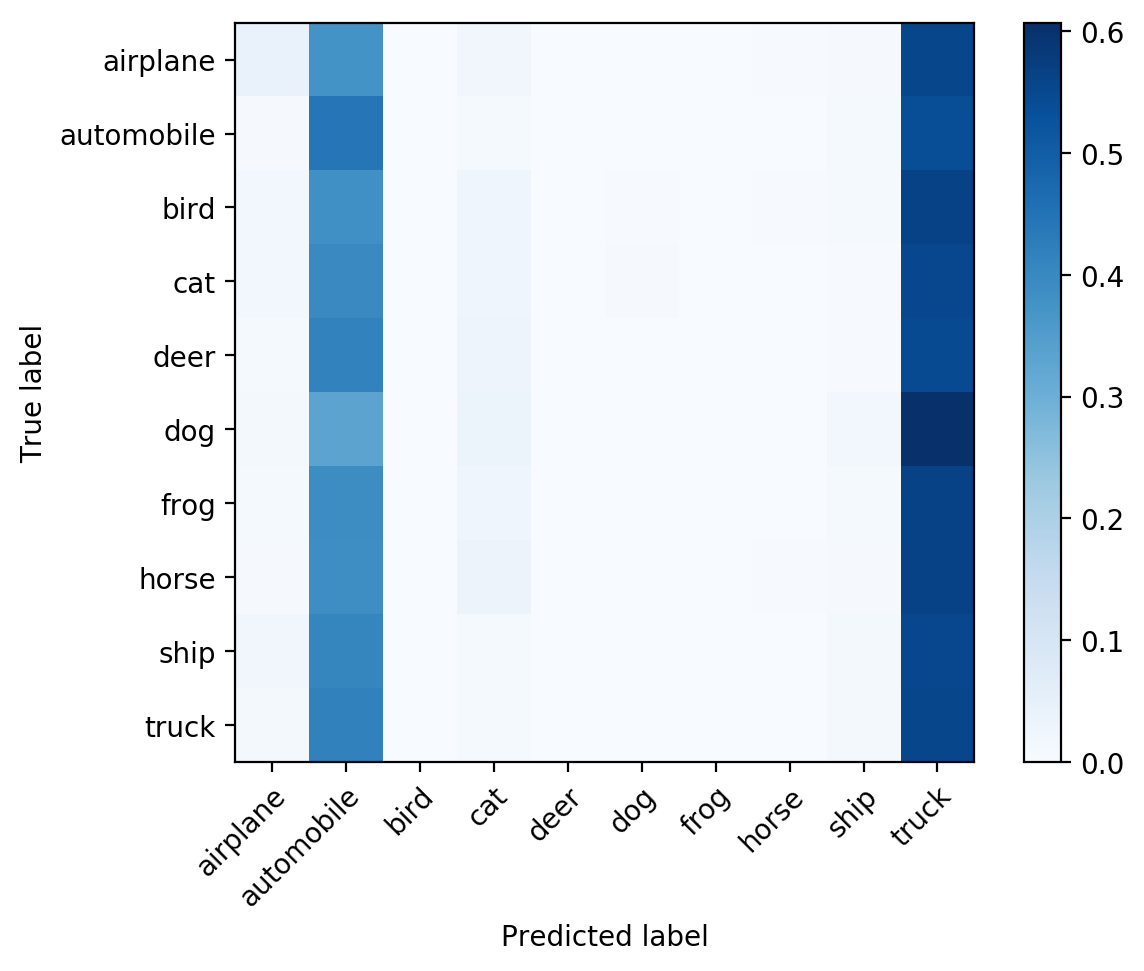 True label
airplane
automobile
bird
cat
deer
dog
frog
horse
ship
truck
airplane
automobile
bird
cat
deer
dog
frog
horse
ship
truck
Predicted label
0.6
0.5
0.4
0.3
0.2
0.1
0.0